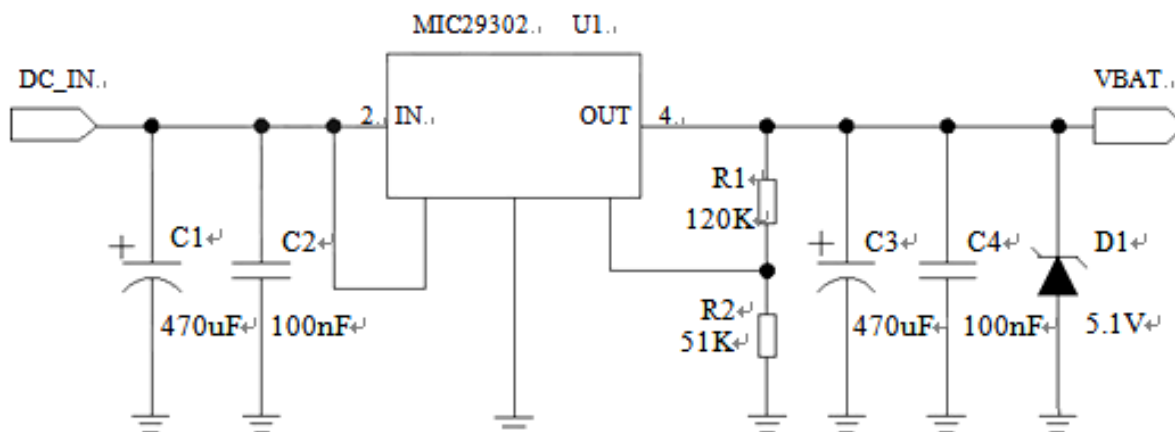 MIC29302 U1
DC_IN
VBAT
2 IN
OUT 4
R1
120K
C1
C2
C3
C4
D1
R2
470uF
100nF
51K
470uF
100nF
5.1V
+
+